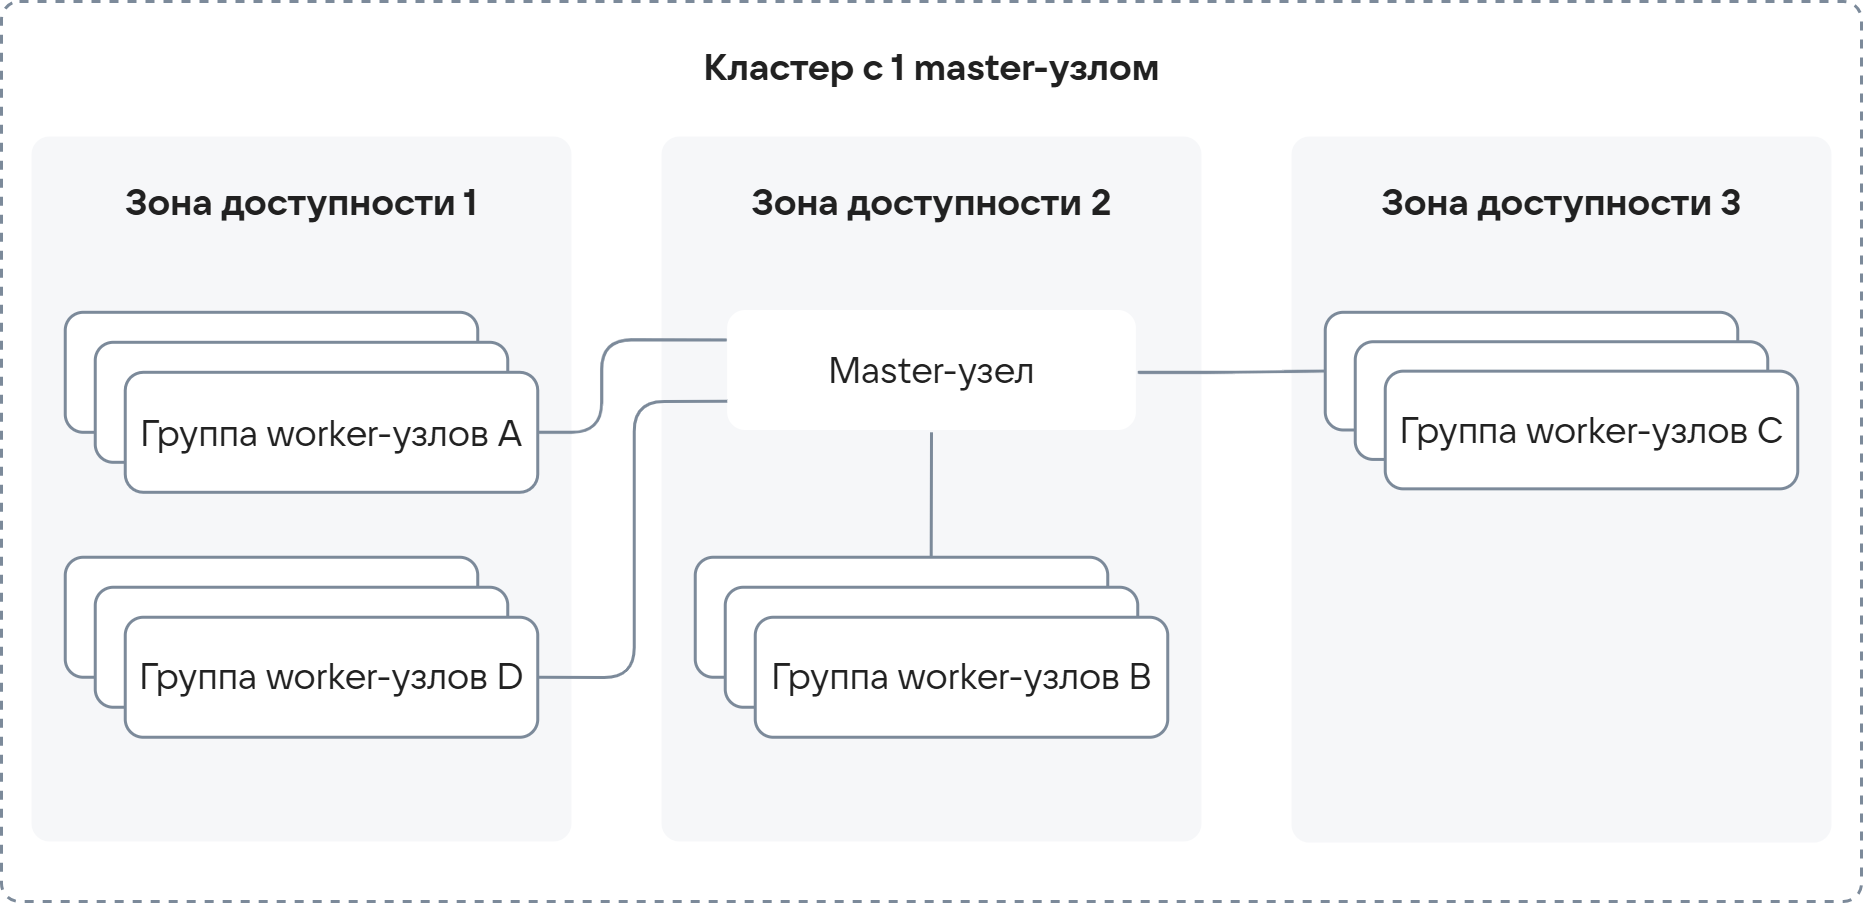 Кластер с 1 master-узлом
Зона доступности 1
Зона доступности 2
Зона доступности 3
Группа worker-узлов A
Группа worker-узлов D
Master-узел
Группа worker-узлов B
Группа worker-узлов C